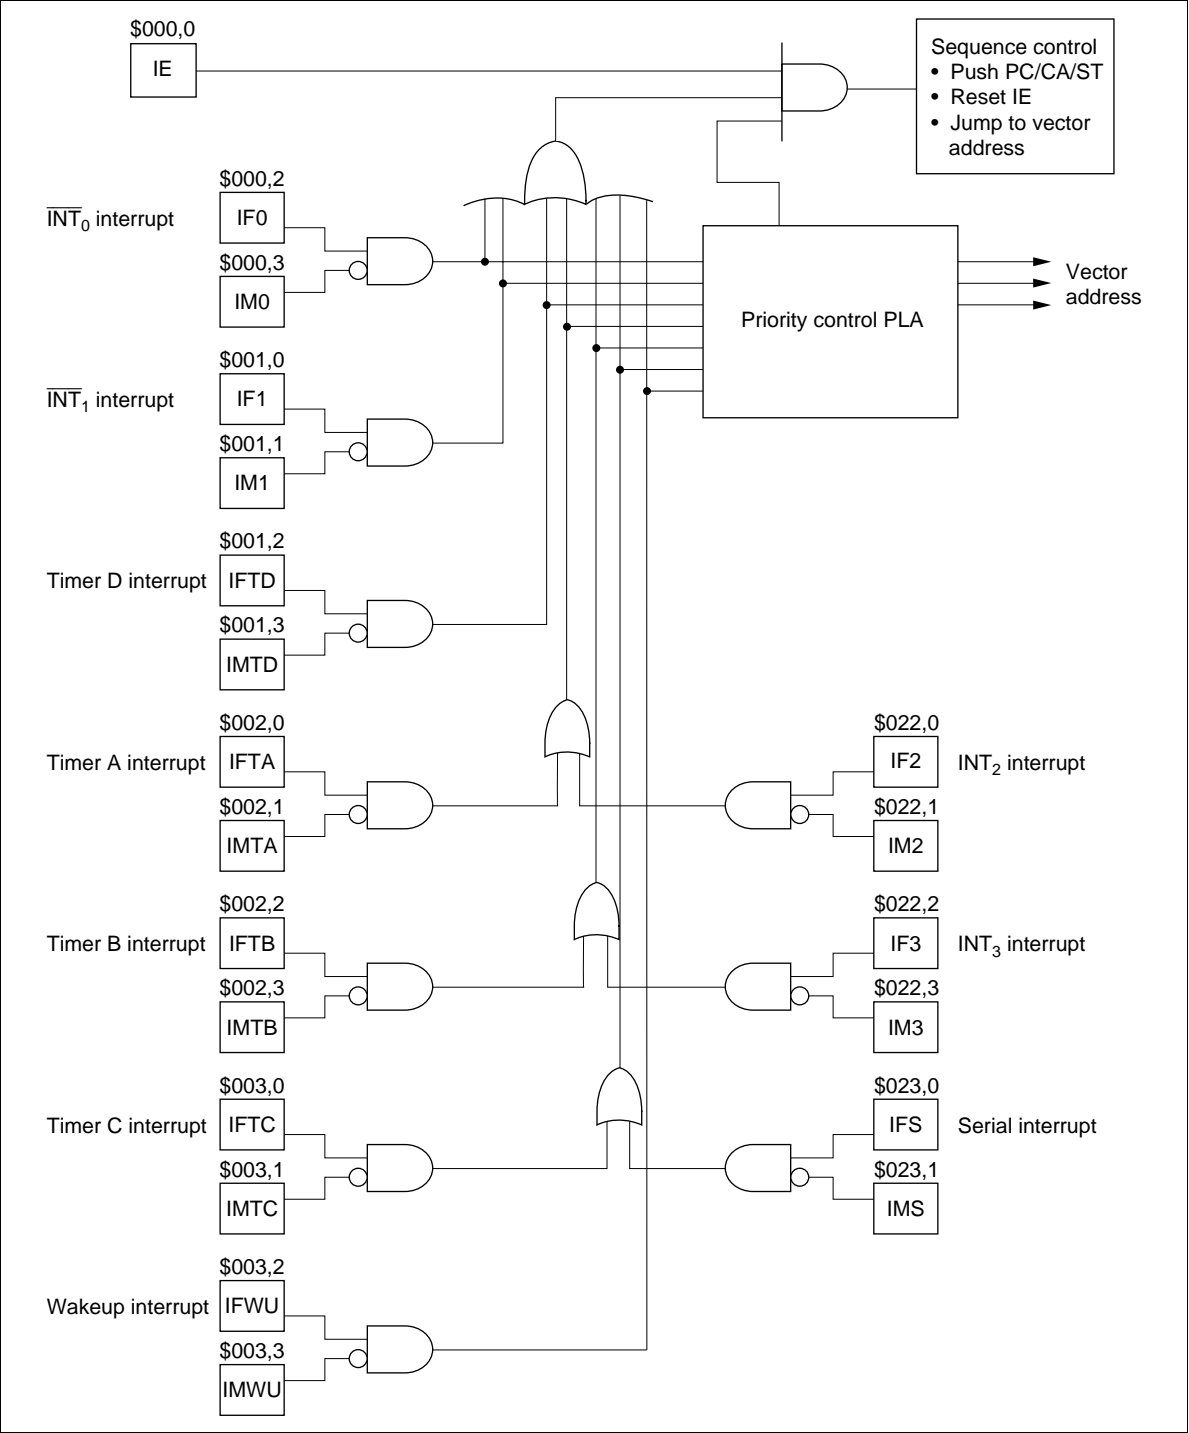 $000,0
IE
Sequence control
• Push PC/CA/ST
• Reset IE
• Jump to vector
address
$000,2
INT0 interrupt
IF0
$000,3
IM0
Vector
address
Priority control PLA
$001,0
INT1 interrupt
IF1
$001,1
IM1
$001,2
Timer D interrupt
IFTD
$001,3
IMTD
$002,0
Timer A interrupt
IFTA
$002,1
IMTA
$022,0
IF2
INT2 interrupt
$022,1
IM2
$002,2
Timer B interrupt
IFTB
$002,3
IMTB
$022,2
IF3
INT3 interrupt
$022,3
IM3
$003,0
Timer C interrupt
IFTC
$003,1
IMTC
$023,0
IFS
Serial interrupt
$023,1
IMS
$003,2
Wakeup interrupt
IFWU
$003,3
IMWU